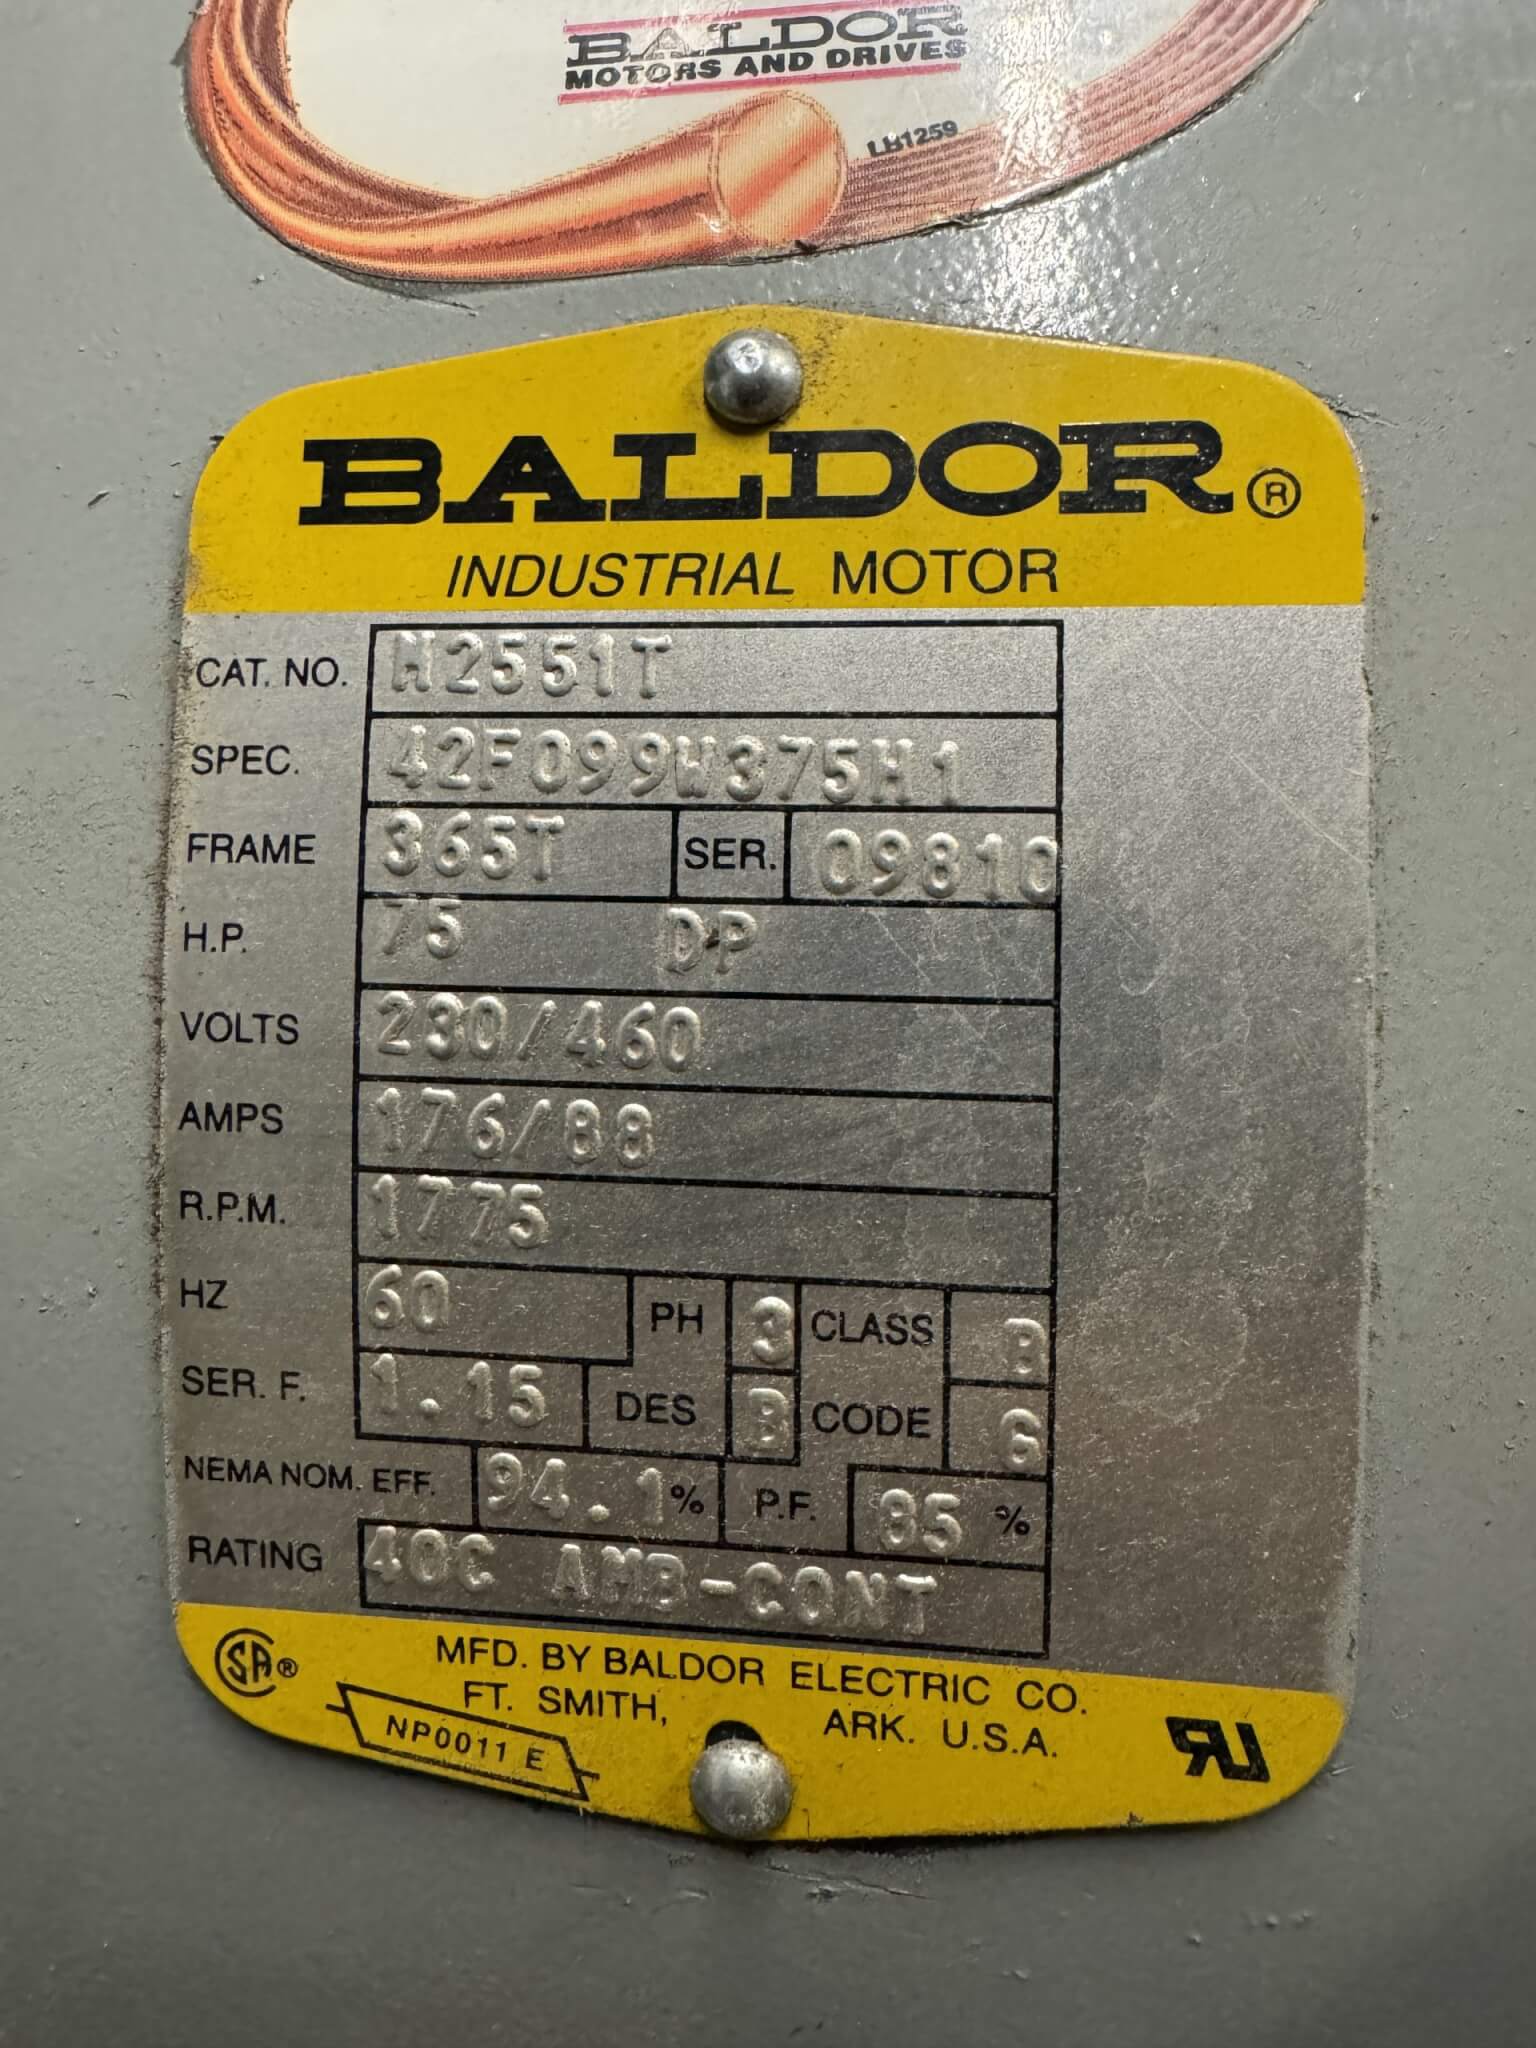 BALDOR
MOTORS AND DRIVES
LB1259
BALDOR®
INDUSTRIAL MOTOR
CAT. NO. M2551T
SPEC. 42F099W375H1
FRAME 365T SER. 09810
H.P. 75 DP
VOLTS 230/460
AMPS 176/88
R.P.M. 1775
HZ 60 PH 3 CLASS B
SER. F. 1.15 DES B CODE G
NEMA NOM. EFF. 94.1% P.F. 85 %
RATING 40C AMB-CONT
SA® MFD. BY BALDOR ELECTRIC CO.
FT. SMITH, ARK. U.S.A.
NP0011 E